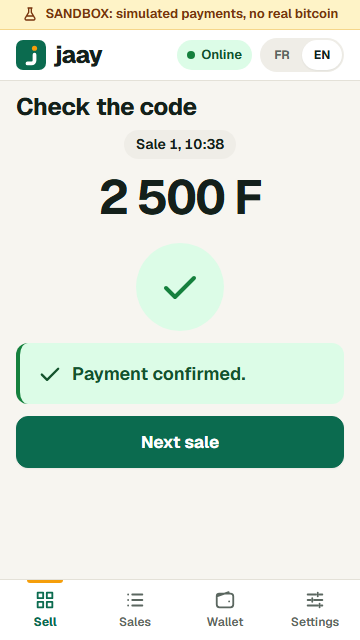 SANDBOX: simulated payments, no real bitcoin
jaay
Online
FR
EN
Check the code
Sale 1, 10:38
2 500 F
Payment confirmed.
Next sale
Sell
Sales
Wallet
Settings